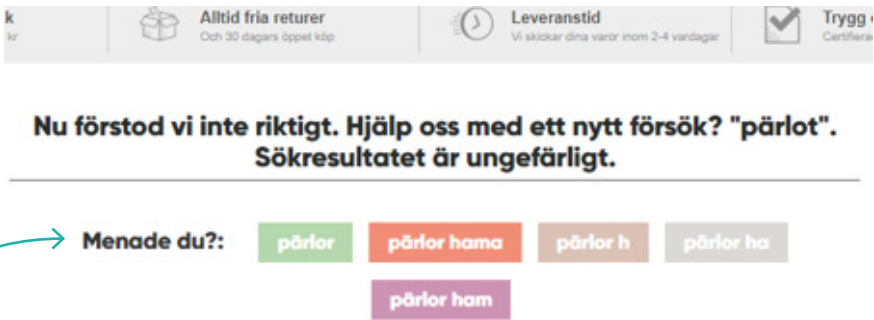 k
kr
Alltid fria returer
Och 30 dagars öppet köp
Leveranstid
Vi skickar dina varor inom 2-4 vardagar
Trygg
Certifiera
Nu förstod vi inte riktigt. Hjälp oss med ett nytt försök? "pärlot".
Sökresultatet är ungefärligt.
Menade du?: pärlor pärlor hama pärlor h pärlor ha
pärlor ham